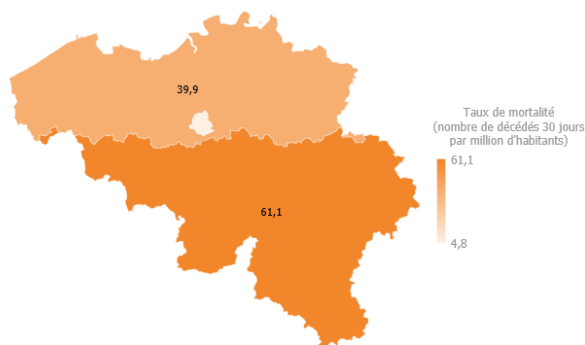 39,9
Taux de mortalité
(nombre de décédés 30 jours
par million d'habitants)
61,1
61,1
4,8